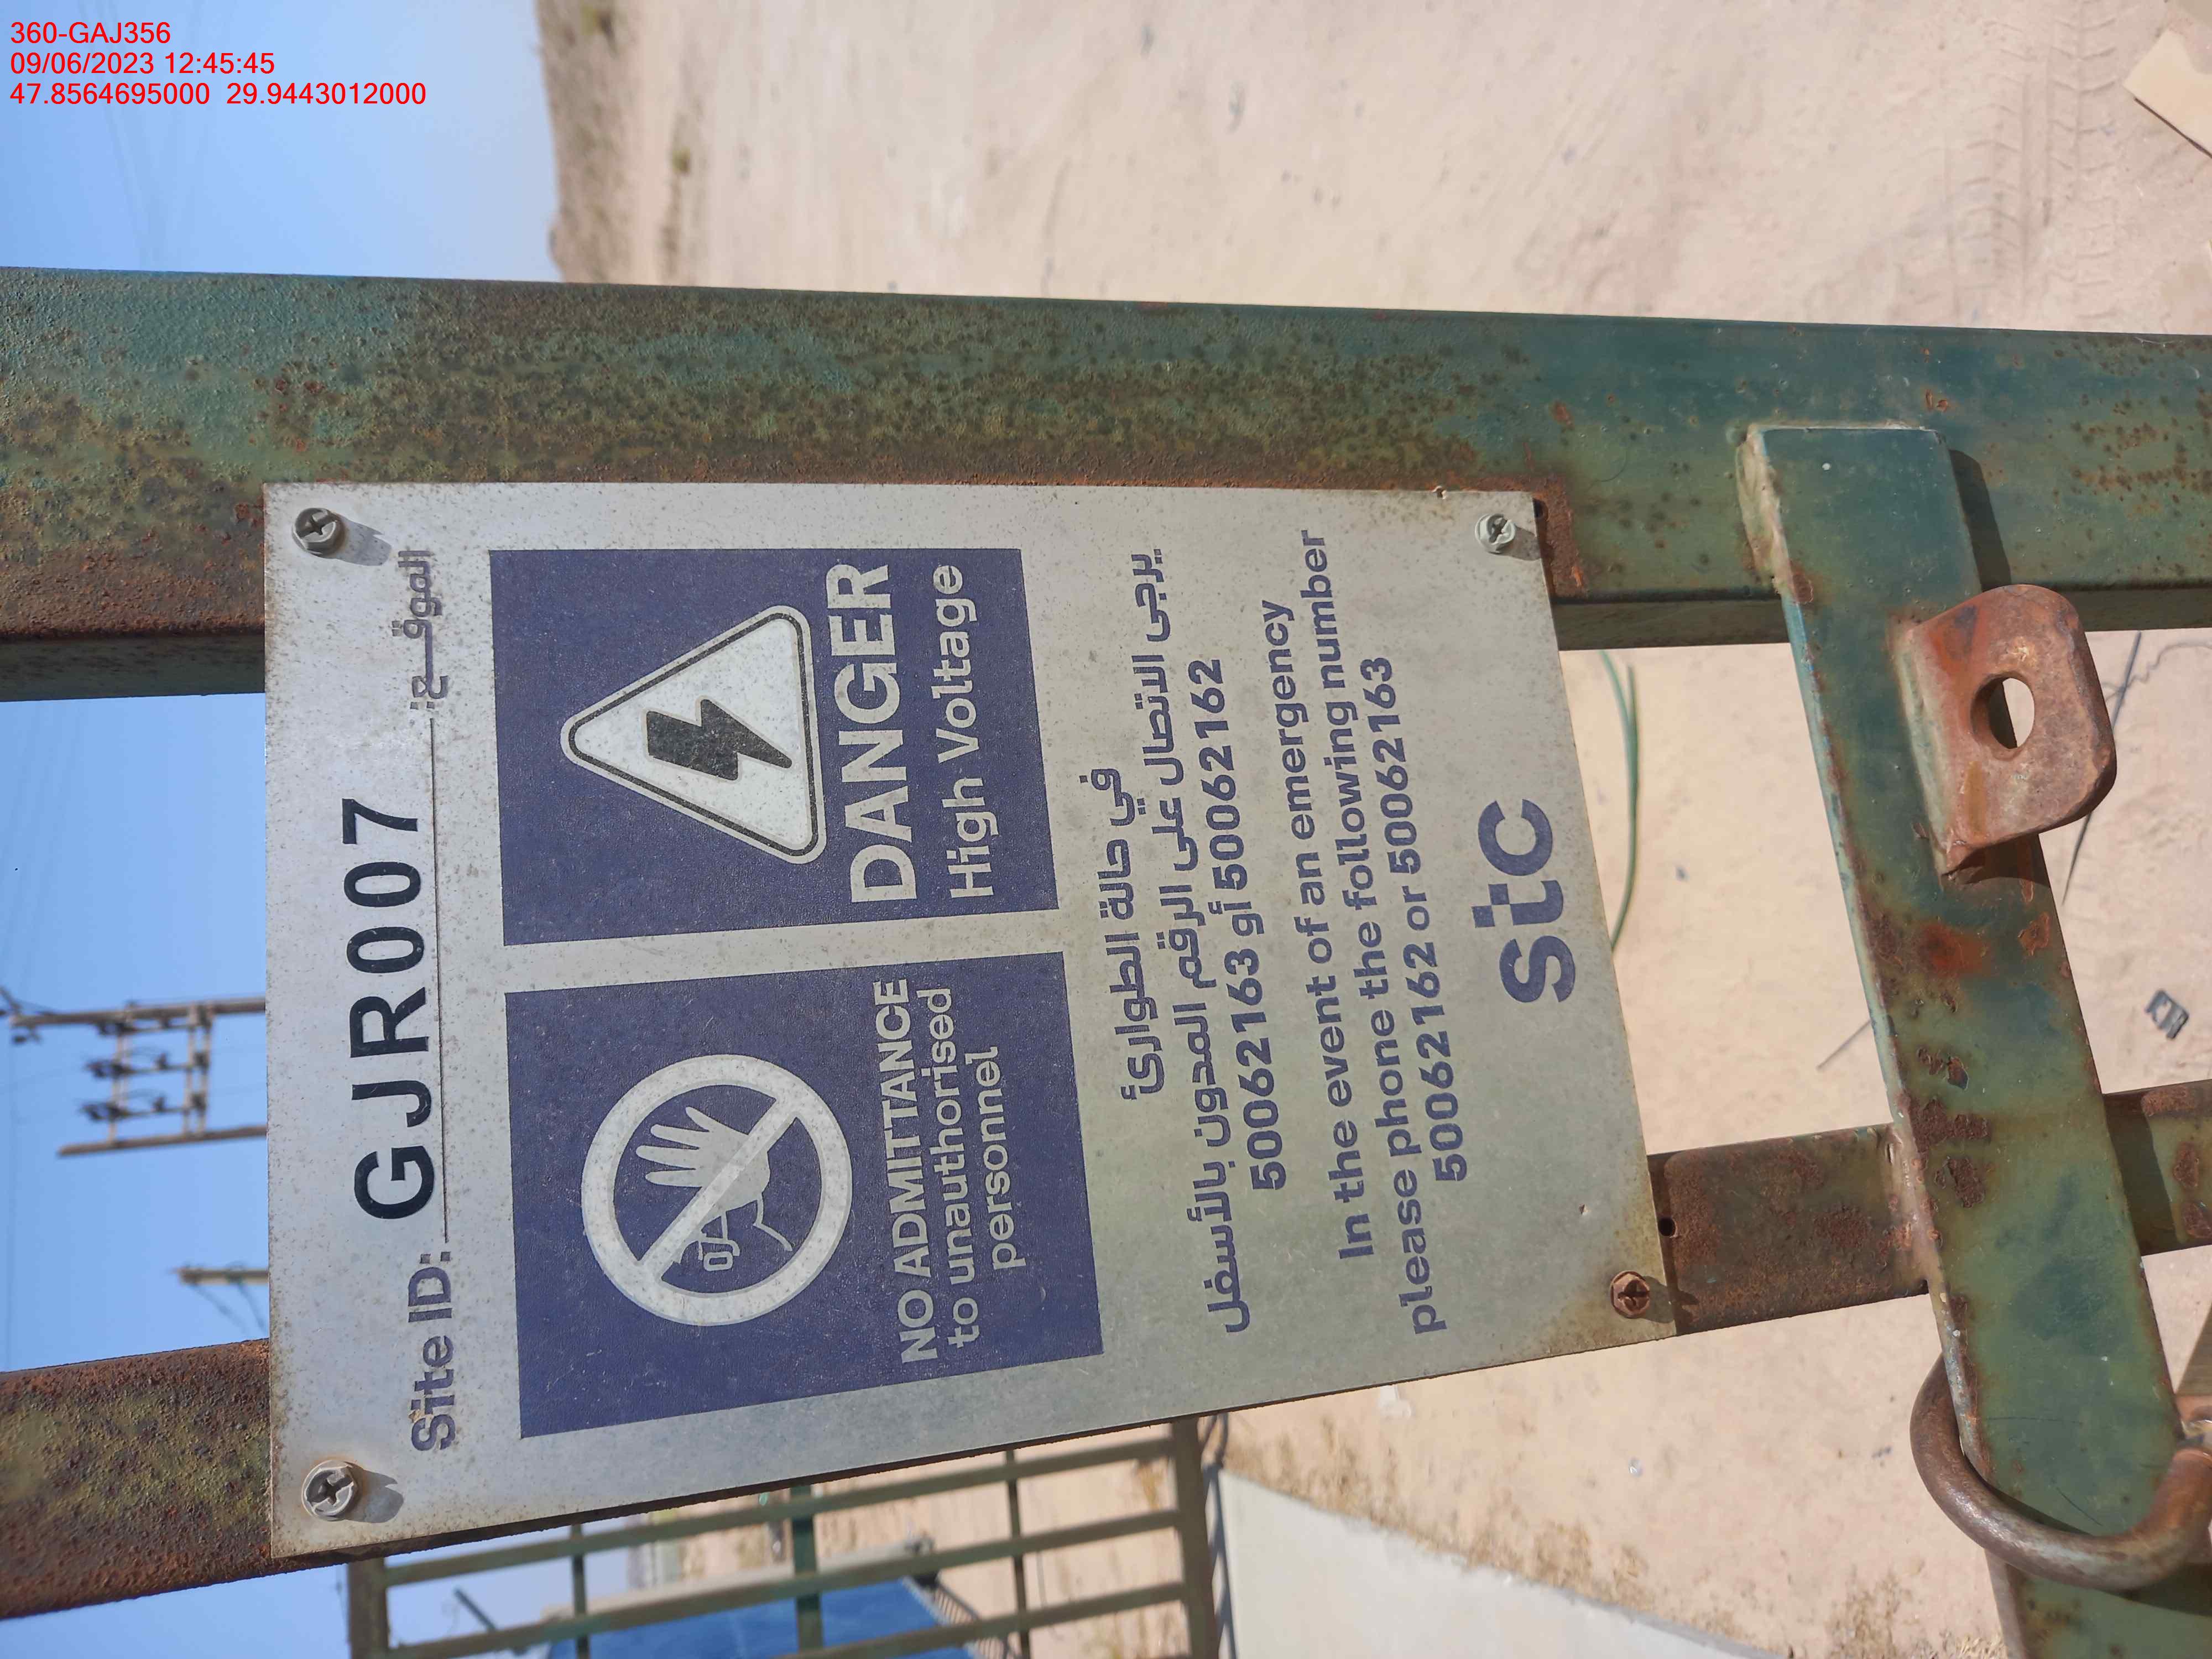 360-GAJ356
09/06/2023 12:45:45
47.8564695000 29.9443012000
Site ID: GJR007 الموقـــع:
NO ADMITTANCE
to unauthorised
personnel
DANGER
High Voltage
في حالة الطوارئ
يرجى الاتصال على الرقم المدون بالأسفل
50062163 أو 50062162
In the event of an emergency
please phone the following number
50062162 or 50062163
stc